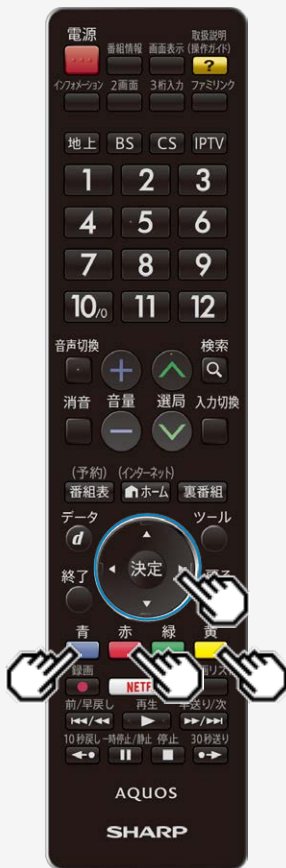 電源
番組情報 画面表示 取扱説明
(操作ガイド)
?
インフォメーション 2画面 3桁入力 ファミリンク
地上 BS CS IPTV
1 2 3
4 5 6
7 8 9
10/0 11 12
音声切換 検索
+
消音 音量 選局 入力切換
−
(予約) (インターネット)
番組表 ホーム 裏番組
データ ツール
d
終了 決定
青 赤 緑 黄
録画
NETF
前/早戻し 再生 早送り/次
10秒戻し 一時停止/静止 停止 30秒送り
AQUOS
SHARP